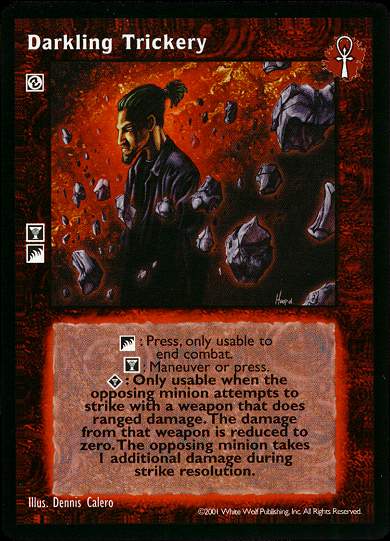 Darkling Trickery
: Press, only usable to
end combat.
: Maneuver or press.
: Only usable when the
opposing minion attempts to
strike with a weapon that does
ranged damage. The damage
from that weapon is reduced to
zero. The opposing minion takes
1 additional damage during
strike resolution.
Illus. Dennis Calero
©2001 White Wolf Publishing, Inc. All Rights Reserved.